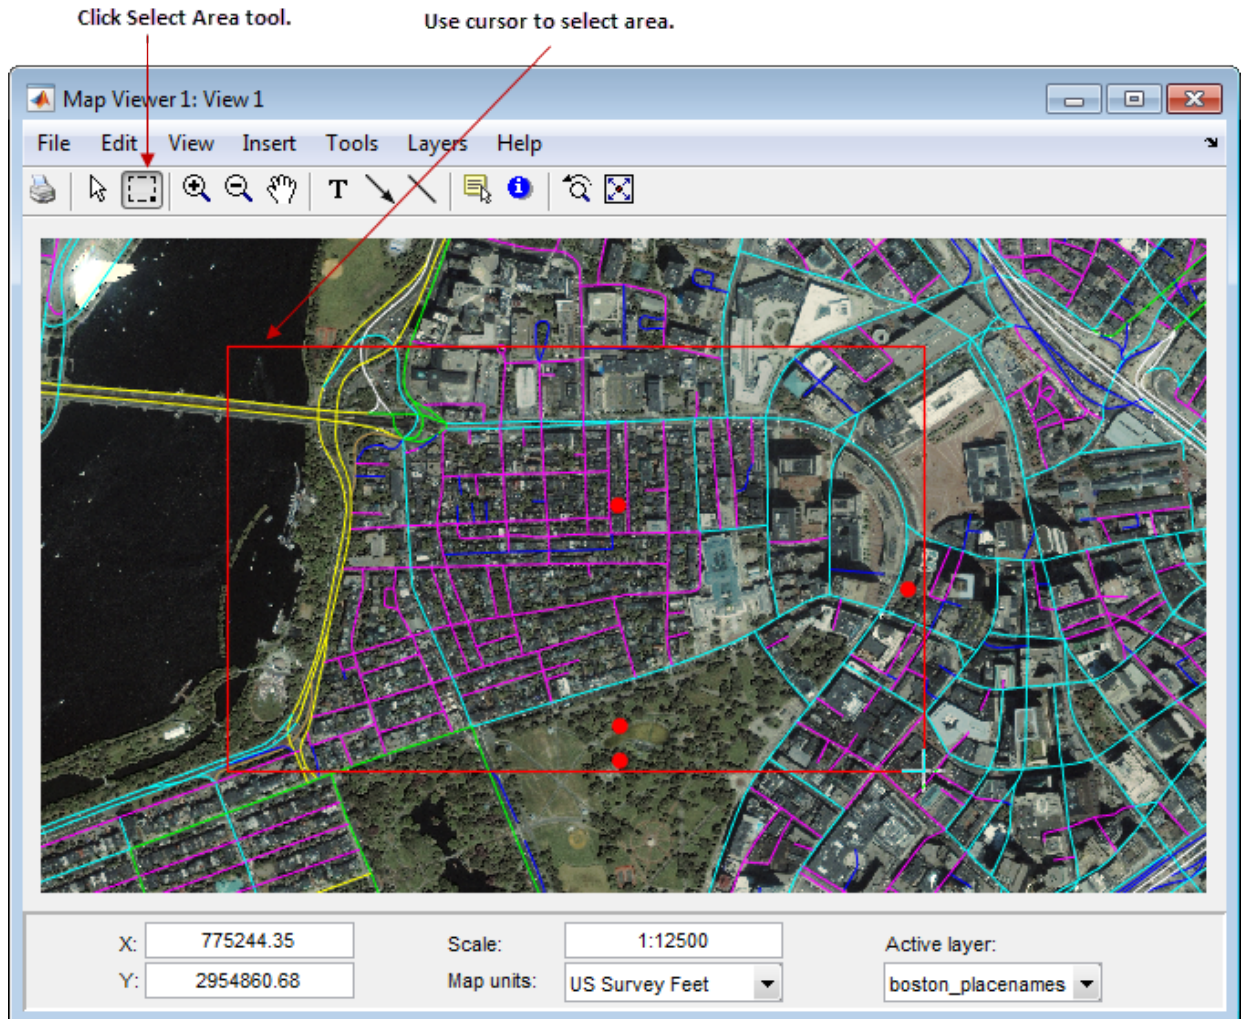 Click Select Area tool.
Use cursor to select area.
Map Viewer 1: View 1
File Edit View Insert Tools Layers Help
T
X: 775244.35 Scale: 1:12500 Active layer:
Y: 2954860.68 Map units: US Survey Feet boston_placenames